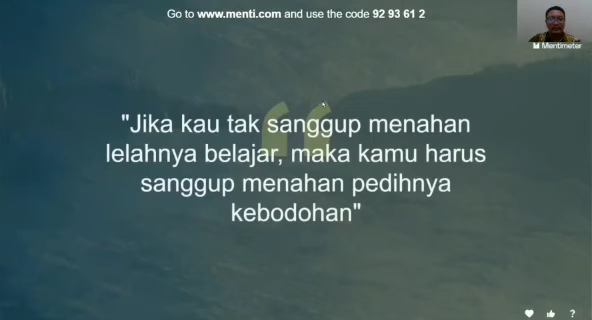 Go to www.menti.com and use the code 92 93 61 2
Mentimeter
"Jika kau tak sanggup menahan
lelahnya belajar, maka kamu harus
sanggup menahan pedihnya
kebodohan"
?